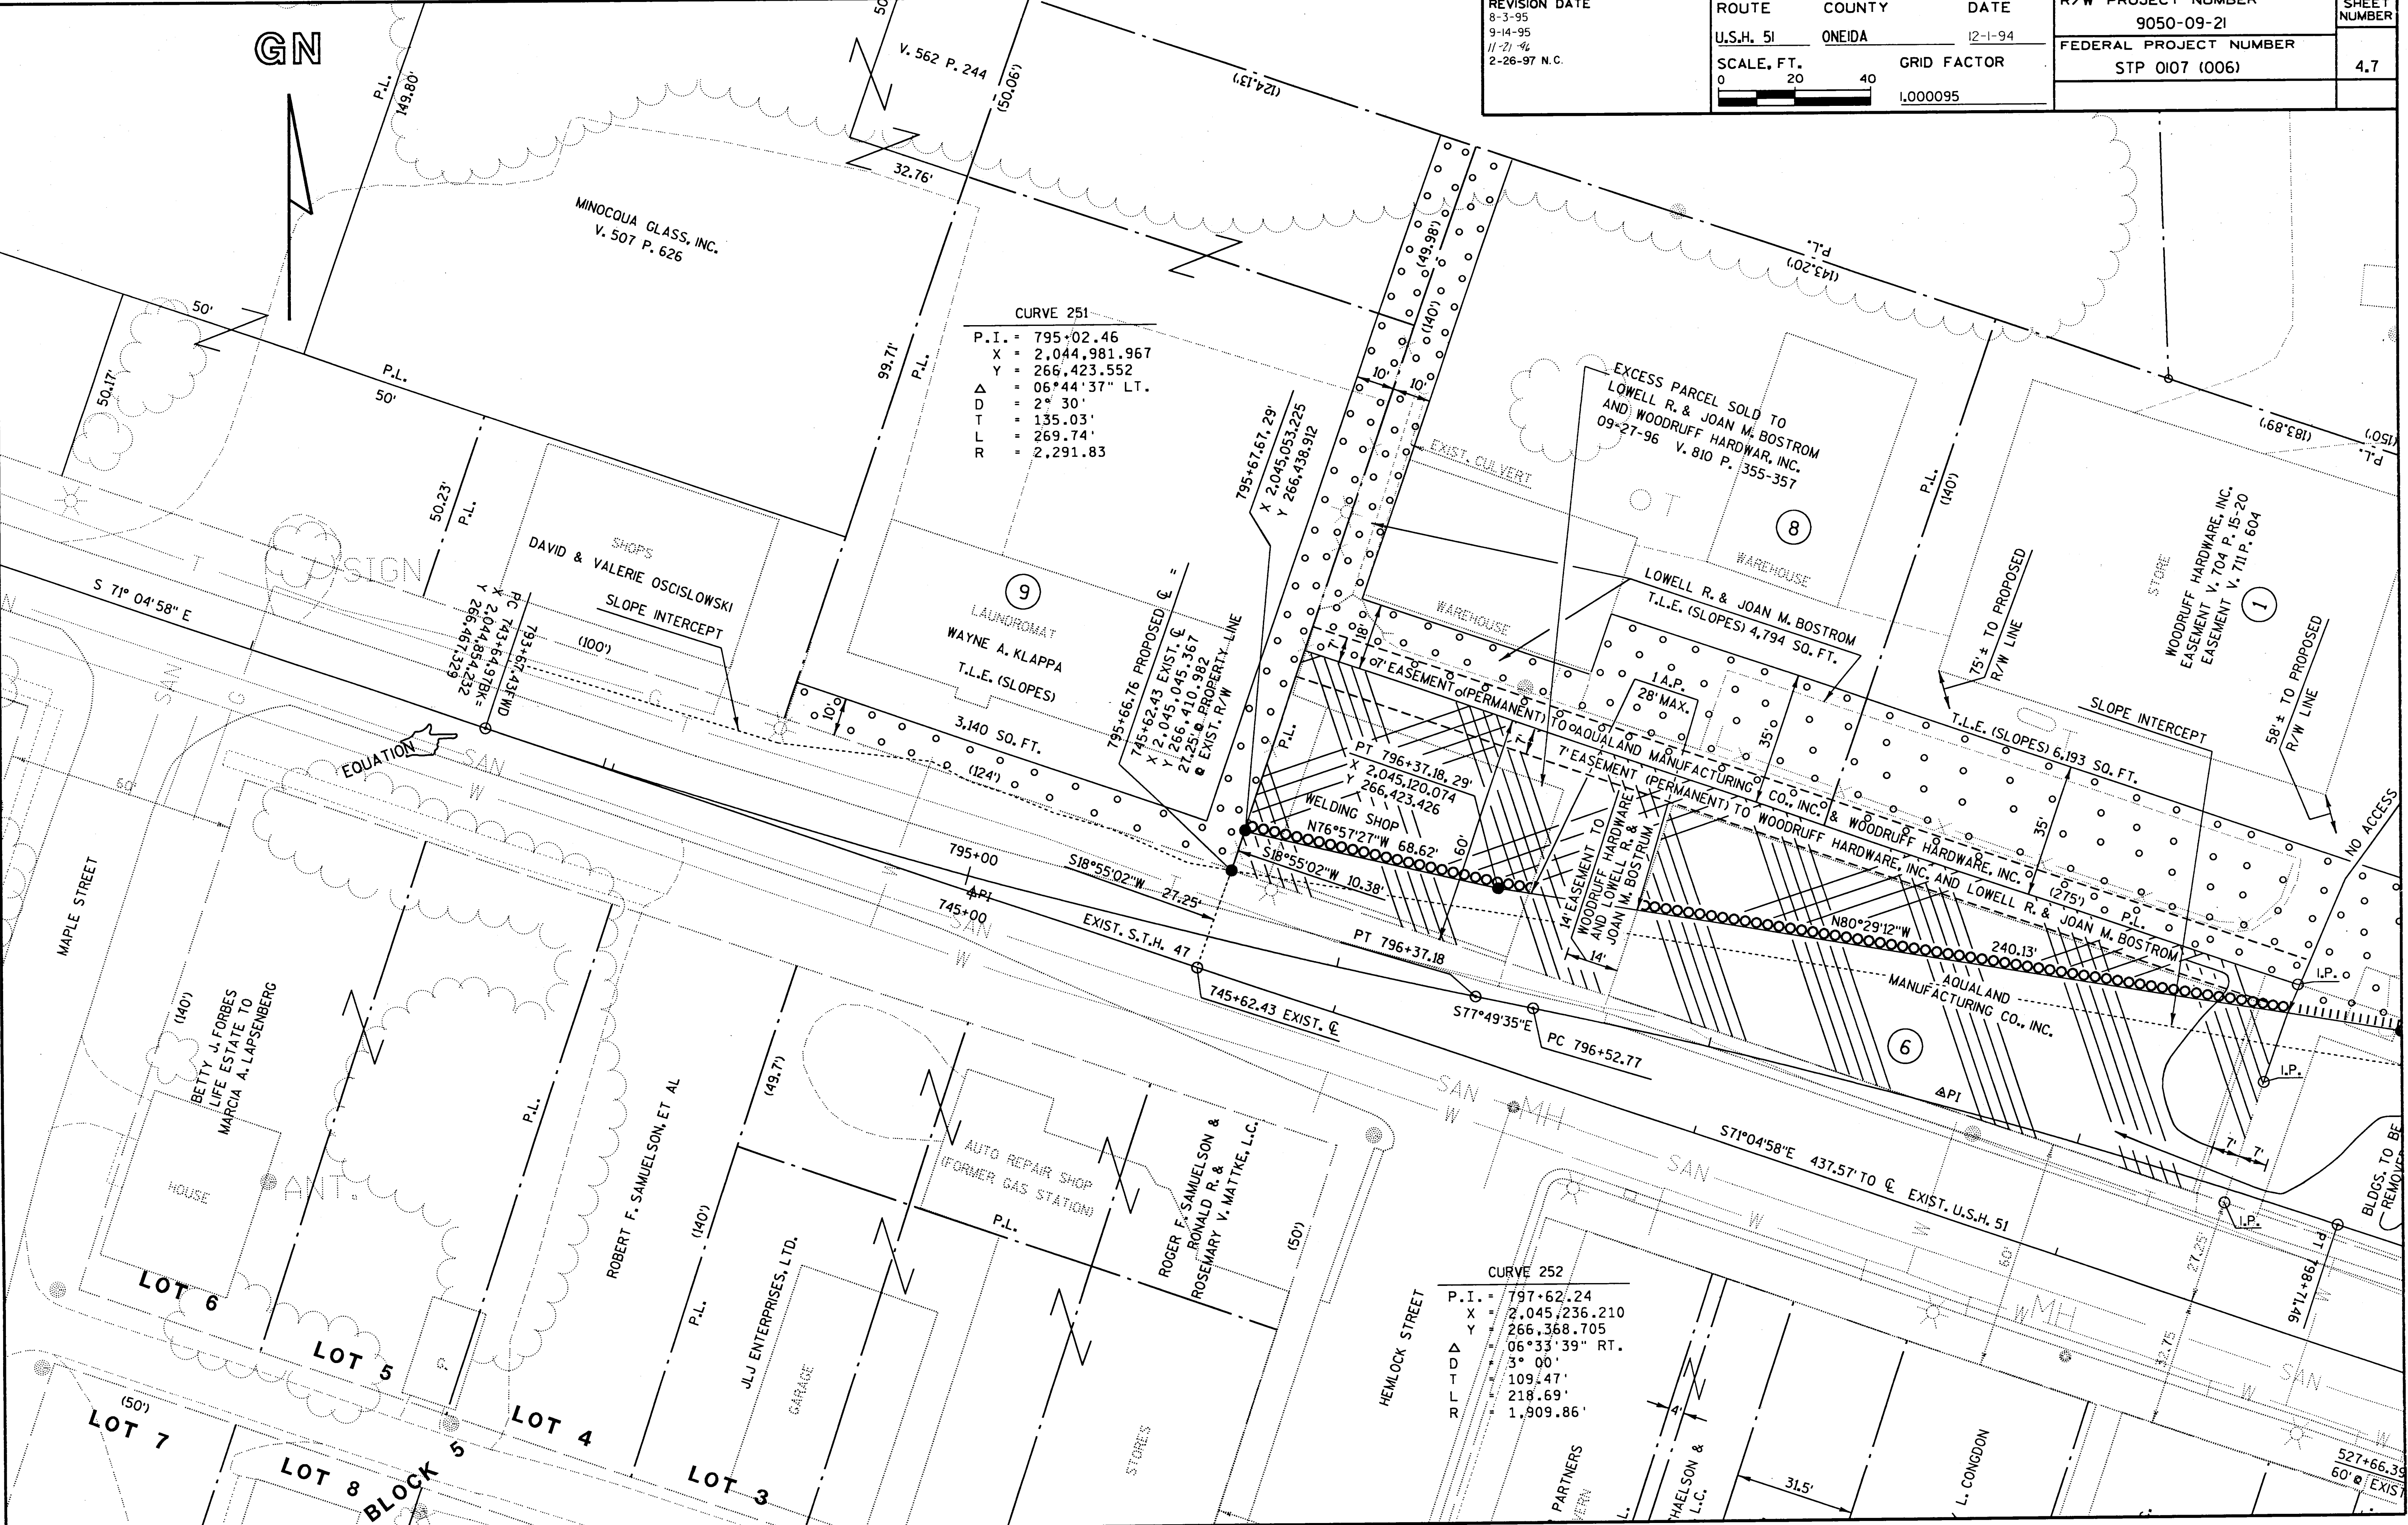 REVISION DATE
8-3-95
9-14-95
11-21-96
2-26-97 N.C.
ROUTE COUNTY DATE
U.S.H. 51 ONEIDA 12-1-94
SCALE, FT. GRID FACTOR
0 20 40
1.000095
R/W PROJECT NUMBER
9050-09-21
FEDERAL PROJECT NUMBER
STP 0107 (006)
SHEET
NUMBER
4.7
GN
P.L.
149.80'
50
V. 562 P. 244
(50.06')
(124.13')
32.76'
MINOCQUA GLASS, INC.
V. 507 P. 626
50'
50.17'
P.L.
50'
99.71'
P.L.
50.23'
P.L.
CURVE 251
P.I. = 795+02.46
X = 2,044,981.967
Y = 266,423.552
Δ = 06°44'37" LT.
D = 2° 30'
T = 135.03'
L = 269.74'
R = 2,291.83
(49.98')
(140')
10' 10'
P.L.
(143.20')
EXCESS PARCEL SOLD TO
LOWELL R. & JOAN M. BOSTROM
AND WOODRUFF HARDWAR, INC.
09-27-96 V. 810 P. 355-357
EXIST. CULVERT
T
8
WAREHOUSE
P.L.
(140')
(183.89')
(150')
P.L.
WOODRUFF HARDWARE, INC.
EASEMENT V. 704 P. 15-20
EASEMENT V. 711 P. 604
1
STORE
75' ± TO PROPOSED
R/W LINE
58' ± TO PROPOSED
R/W LINE
SLOPE INTERCEPT
NO ACCESS
795+67.67, 29'
X 2,045,053.225
Y 266,438.912
795+66.76 PROPOSED ℄ =
745+62.43 EXIST. ℄
X 2,045,045.367
Y 266,410.982
27.25' @ PROPERTY LINE
@ EXIST. R/W
SHOPS
DAVID & VALERIE OSCISLOWSKI
SLOPE INTERCEPT
(100')
SIGN
T
G
SAN
9
LAUNDROMAT
WAYNE A. KLAPPA
T.L.E. (SLOPES)
10'
3,140 SQ. FT.
(124')
S 71° 04'58" E
793+67.43FWD
PC 743+64.97BK=
X 2,044,854.232
Y 266,467.329
EQUATION
SAN
W
60'
MAPLE STREET
WAREHOUSE
LOWELL R. & JOAN M. BOSTROM
T.L.E. (SLOPES) 4,794 SQ. FT.
7'
18'
1 A.P.
28' MAX.
35'
T.L.E. (SLOPES) 6,193 SQ. FT.
35'
7' EASEMENT (PERMANENT) TO AQUALAND MANUFACTURING CO., INC. & WOODRUFF HARDWARE, INC.
7' EASEMENT (PERMANENT) TO WOODRUFF HARDWARE, INC. AND LOWELL R. & JOAN M. BOSTROM
(275')
P.L.
7'
P.L.
PT 796+37.18, 29'
X 2,045,120.074
Y 266,423.426
WELDING SHOP
N76°57'27"W 68.62'
60'
S18°55'02"W 10.38'
14' EASEMENT TO
WOODRUFF HARDWARE
AND LOWELL R. &
JOAN M. BOSTRUM
14'
N80°29'12"W
240.13'
AQUALAND
MANUFACTURING CO., INC.
6
I.P.
I.P.
7' 7'
I.P.
BLDGS. TO BE
795+00
PI
745+00
S18°55'02"W 27.25'
EXIST. S.T.H. 47
745+62.43 EXIST. ℄
PT 796+37.18
S77°49'35"E
PC 796+52.77
PI
S71°04'58"E 437.57' TO ℄ EXIST. U.S.H. 51
SAN
W
MH
60'
27.25'
32.75
PT 798+71.46
MH
SAN
527+66.39
60' @ EXIST
(140')
BETTY J. FORBES
LIFE ESTATE TO
MARCIA A. LAPSENBERG
HOUSE
ANT.
P.L.
ROBERT F. SAMUELSON, ET AL
P.L.
(140')
(49.7')
JLJ ENTERPRISES, LTD.
GARAGE
AUTO REPAIR SHOP
(FORMER GAS STATION)
P.L.
ROGER F. SAMUELSON &
RONALD R. &
ROSEMARY V. MATTKE, L.C.
(50')
STORES
HEMLOCK STREET
CURVE 252
P.I. = 797+62.24
X = 2,045,236.210
Y = 266,368.705
Δ = 06°33'39" RT.
D = 3° 00'
T = 109.47'
L = 218.69'
R = 1,909.86'
4'
31.5'
PARTNERS
L. CONGDON
L.C.
LOT 6
LOT 5
G.
LOT 4
LOT 3
(50')
LOT 7
LOT 8
BLOCK 5